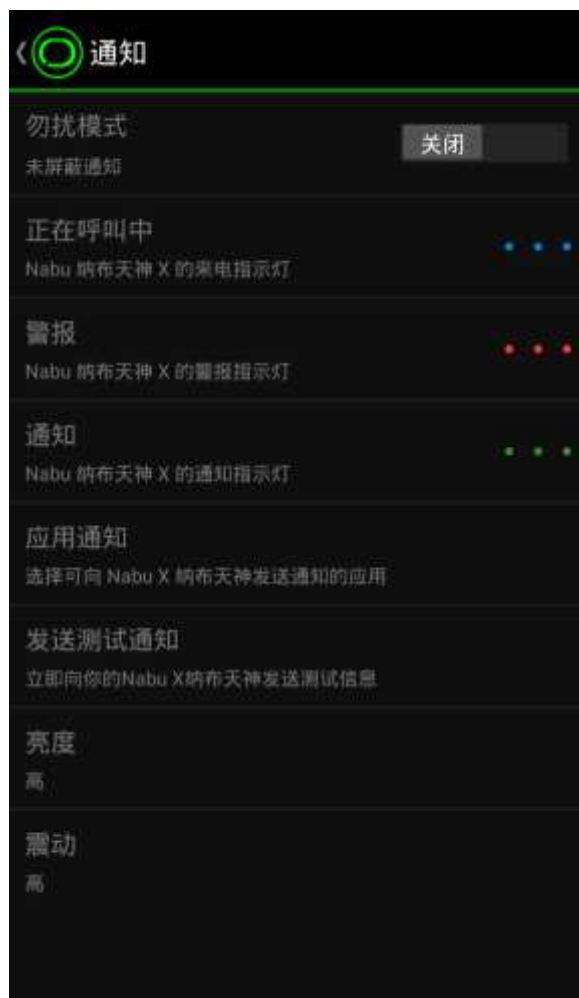 通知
勿扰模式
关闭
未屏蔽通知
正在呼叫中
Nabu 纳布天神 X 的来电指示灯
警报
Nabu 纳布天神 X 的警报指示灯
通知
Nabu 纳布天神 X 的通知指示灯
应用通知
选择可向 Nabu X 纳布天神发送通知的应用
发送测试通知
立即向你的Nabu X纳布天神发送测试信息
亮度
高
震动
高